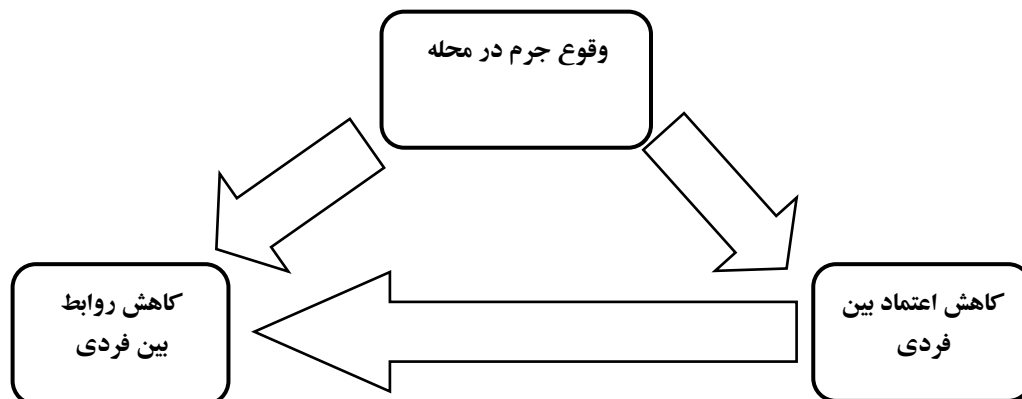 وقوع جرم در محله
کاهش اعتماد بین
فردی
کاهش روابط
بین فردی